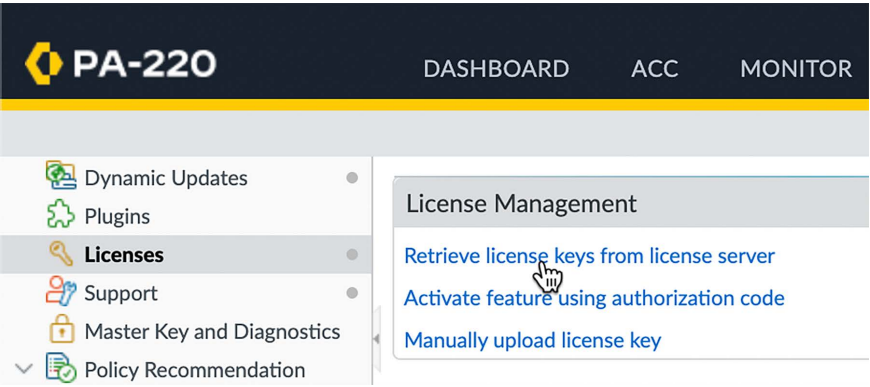 PA-220
DASHBOARD ACC MONITOR
Dynamic Updates
Plugins
Licenses
Support
Master Key and Diagnostics
Policy Recommendation
License Management
Retrieve license keys from license server
Activate feature using authorization code
Manually upload license key